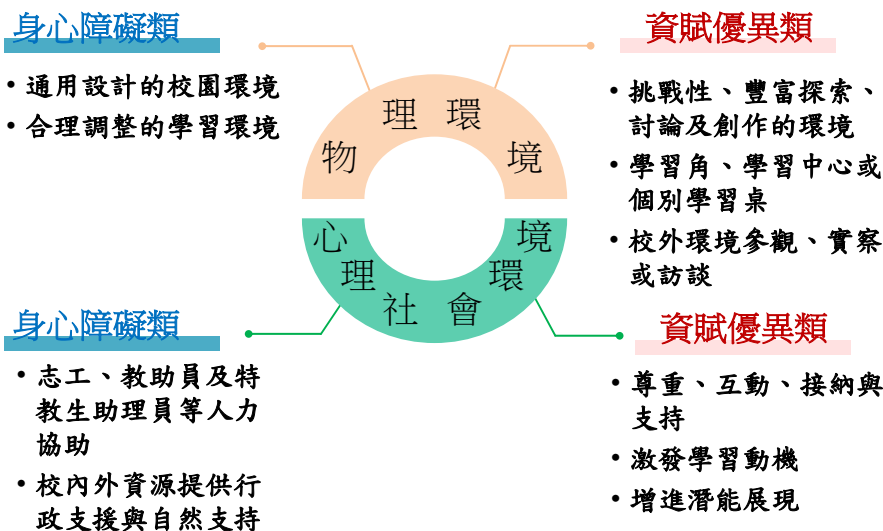 身心障礙類
• 通用設計的校園環境
• 合理調整的學習環境
資賦優異類
• 挑戰性、豐富探索、
討論及創作的環境
• 學習角、學習中心或
個別學習桌
• 校外環境參觀、實察
或訪談
物理環境
心理社會環境
身心障礙類
• 志工、教助員及特
教生助理員等人力
協助
• 校內外資源提供行
政支援與自然支持
資賦優異類
• 尊重、互動、接納與
支持
• 激發學習動機
• 增進潛能展現